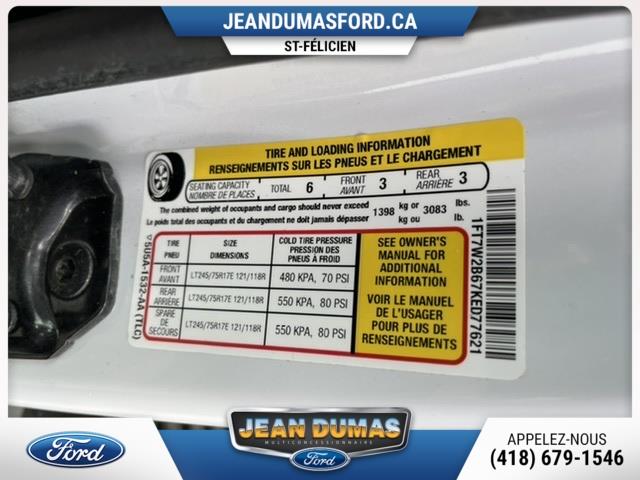 JEANDUMASFORD.CA
ST-FÉLICIEN
TIRE AND LOADING INFORMATION
RENSEIGNEMENTS SUR LES PNEUS ET LE CHARGEMENT
SEATING CAPACITY
NOMBRE DE PLACES
TOTAL 6
FRONT
AVANT 3
REAR
ARRIÈRE 3
The combined weight of occupants and cargo should never exceed 1398 kg or 3083 lbs.
Le poids total des occupants et du chargement ne doit jamais dépasser kg ou lb.
TIRE
PNEU
SIZE
DIMENSIONS
COLD TIRE PRESSURE
PRESSION DES
PNEUS À FROID
FRONT
AVANT
LT245/75R17E 121/118R
480 KPA, 70 PSI
REAR
ARRIÈRE
LT245/75R17E 121/118R
550 KPA, 80 PSI
SPARE
DE
SECOURS
LT245/75R17E 121/118R
550 KPA, 80 PSI
SEE OWNER'S
MANUAL FOR
ADDITIONAL
INFORMATION
VOIR LE MANUEL
DE L'USAGER
POUR PLUS DE
RENSEIGNEMENTS
505A-1532-AA (TLC)
1FT7W2B67KED77621
Ford
JEAN DUMAS
MULTICONCESSIONNAIRE
Ford
APPELEZ-NOUS
(418) 679-1546